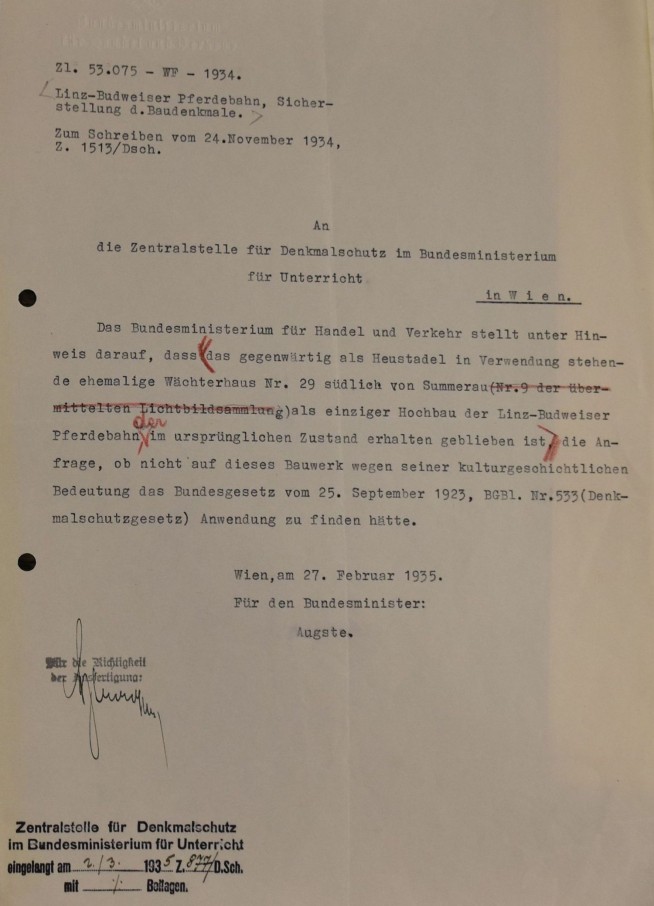 Zl. 53.075 - WF - 1934.
Linz-Budweiser Pferdebahn, Sicher-
stellung d.Baudenkmale.
Zum Schreiben vom 24.November 1934,
Z. 1513/Dsch.
An
die Zentralstelle für Denkmalschutz im Bundesministerium
für Unterricht
in W i e n.
Das Bundesministerium für Handel und Verkehr stellt unter Hin-
weis darauf, dass das gegenwärtig als Heustadel in Verwendung stehen-
de ehemalige Wächterhaus Nr. 29 südlich von Summerau(Nr.9 der über-
mittelten Lichtbildsammlung)als einziger Hochbau der Linz-Budweiser
der
Pferdebahn im ursprünglichen Zustand erhalten geblieben ist, die An-
frage, ob nicht auf dieses Bauwerk wegen seiner kulturgeschichtlichen
Bedeutung das Bundesgesetz vom 25. September 1923, BGBl. Nr.533(Denk-
malschutzgesetz) Anwendung zu finden hätte.
Wien,am 27. Februar 1935.
Für den Bundesminister:
Augste.
Für die Richtigkeit
der Ausfertigung:
Zentralstelle für Denkmalschutz
im Bundesministerium für Unterricht
eingelangt am 2./3. 1935 Z. 837/D.Sch.
mit ./. Beilagen.